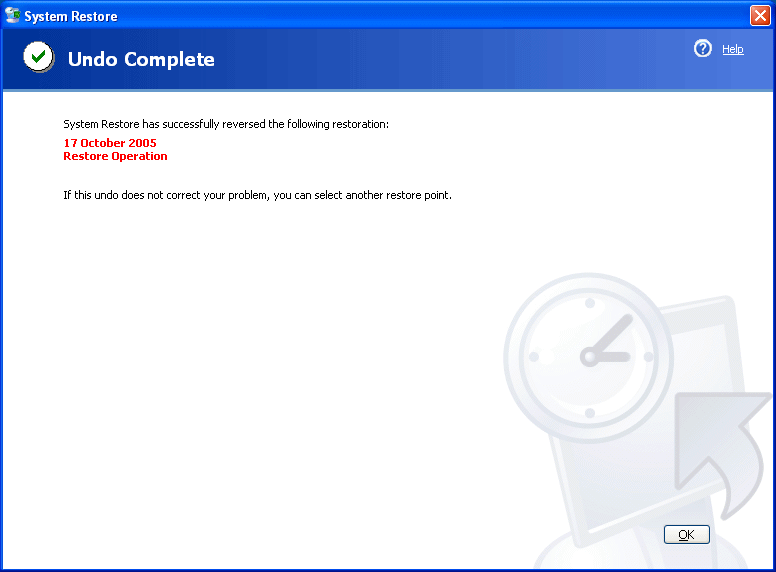 System Restore
Undo Complete
Help
System Restore has successfully reversed the following restoration:
17 October 2005
Restore Operation
If this undo does not correct your problem, you can select another restore point.
OK